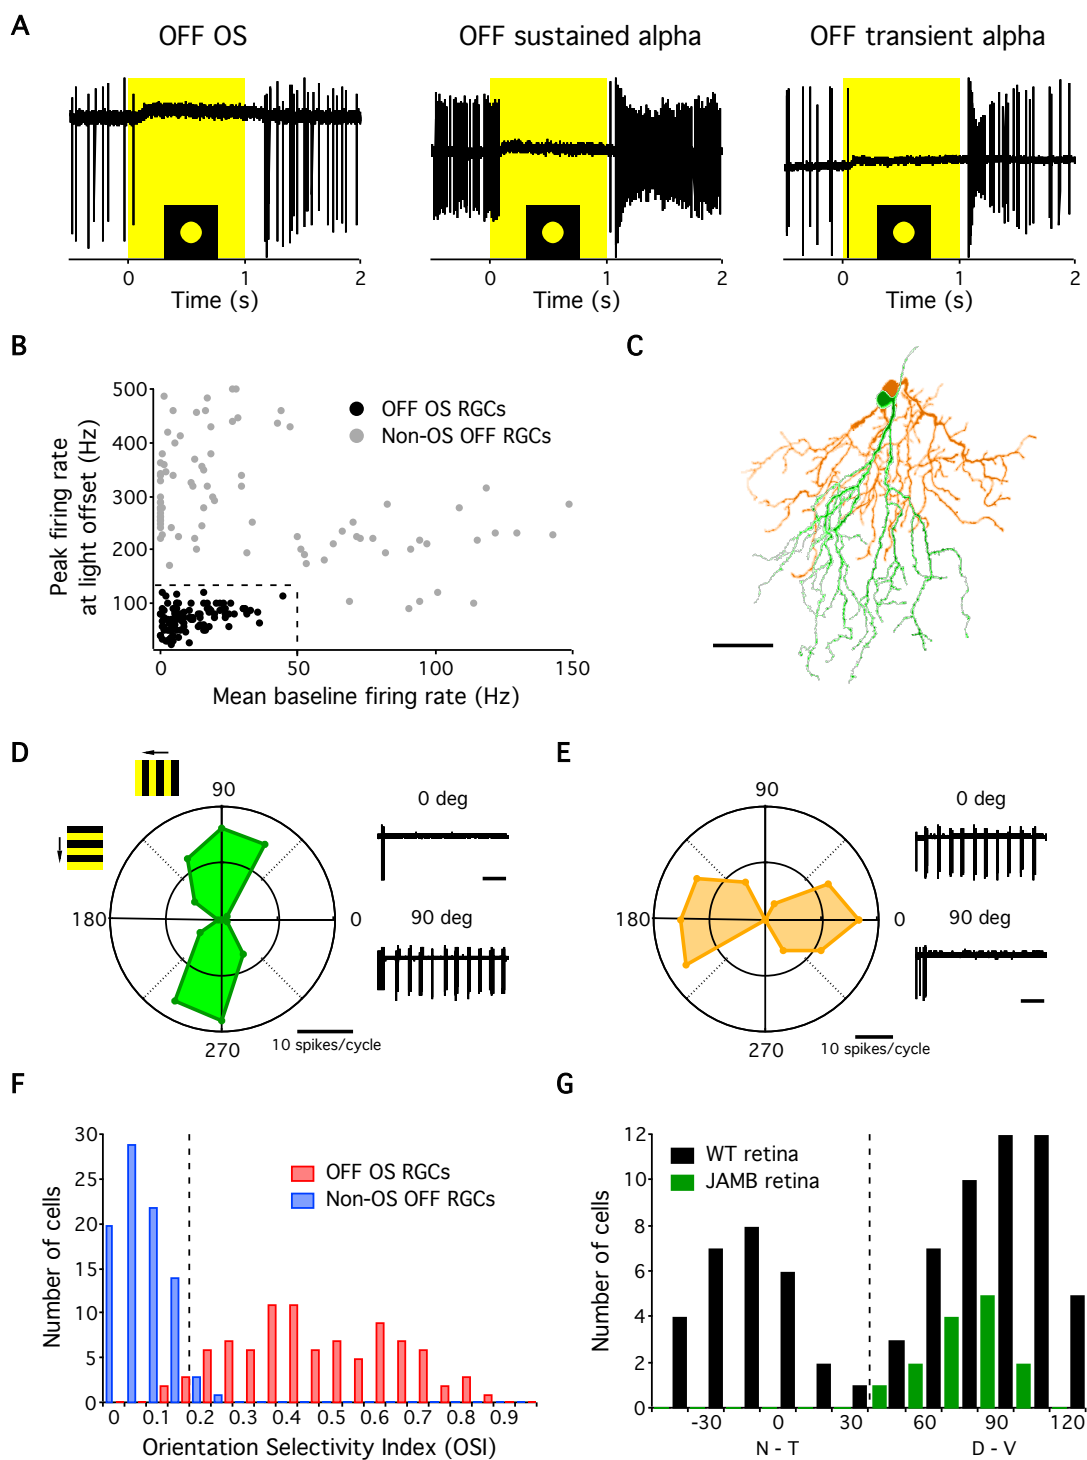 A
OFF OS
OFF sustained alpha
OFF transient alpha
0 1 2
Time (s)
0 1 2
Time (s)
0 1 2
Time (s)
B
500
400
300
200
100
Peak firing rate
at light offset (Hz)
OFF OS RGCs
Non-OS OFF RGCs
0 50 100 150
Mean baseline firing rate (Hz)
C
D
90
180
0
270
10 spikes/cycle
0 deg
90 deg
E
90
180
0
270
10 spikes/cycle
0 deg
90 deg
F
30
25
20
15
10
5
0
Number of cells
OFF OS RGCs
Non-OS OFF RGCs
0 0.1 0.2 0.3 0.4 0.5 0.6 0.7 0.8 0.9
Orientation Selectivity Index (OSI)
G
12
10
8
6
4
2
0
Number of cells
WT retina
JAMB retina
-30 0 30 60 90 120
N - T D - V